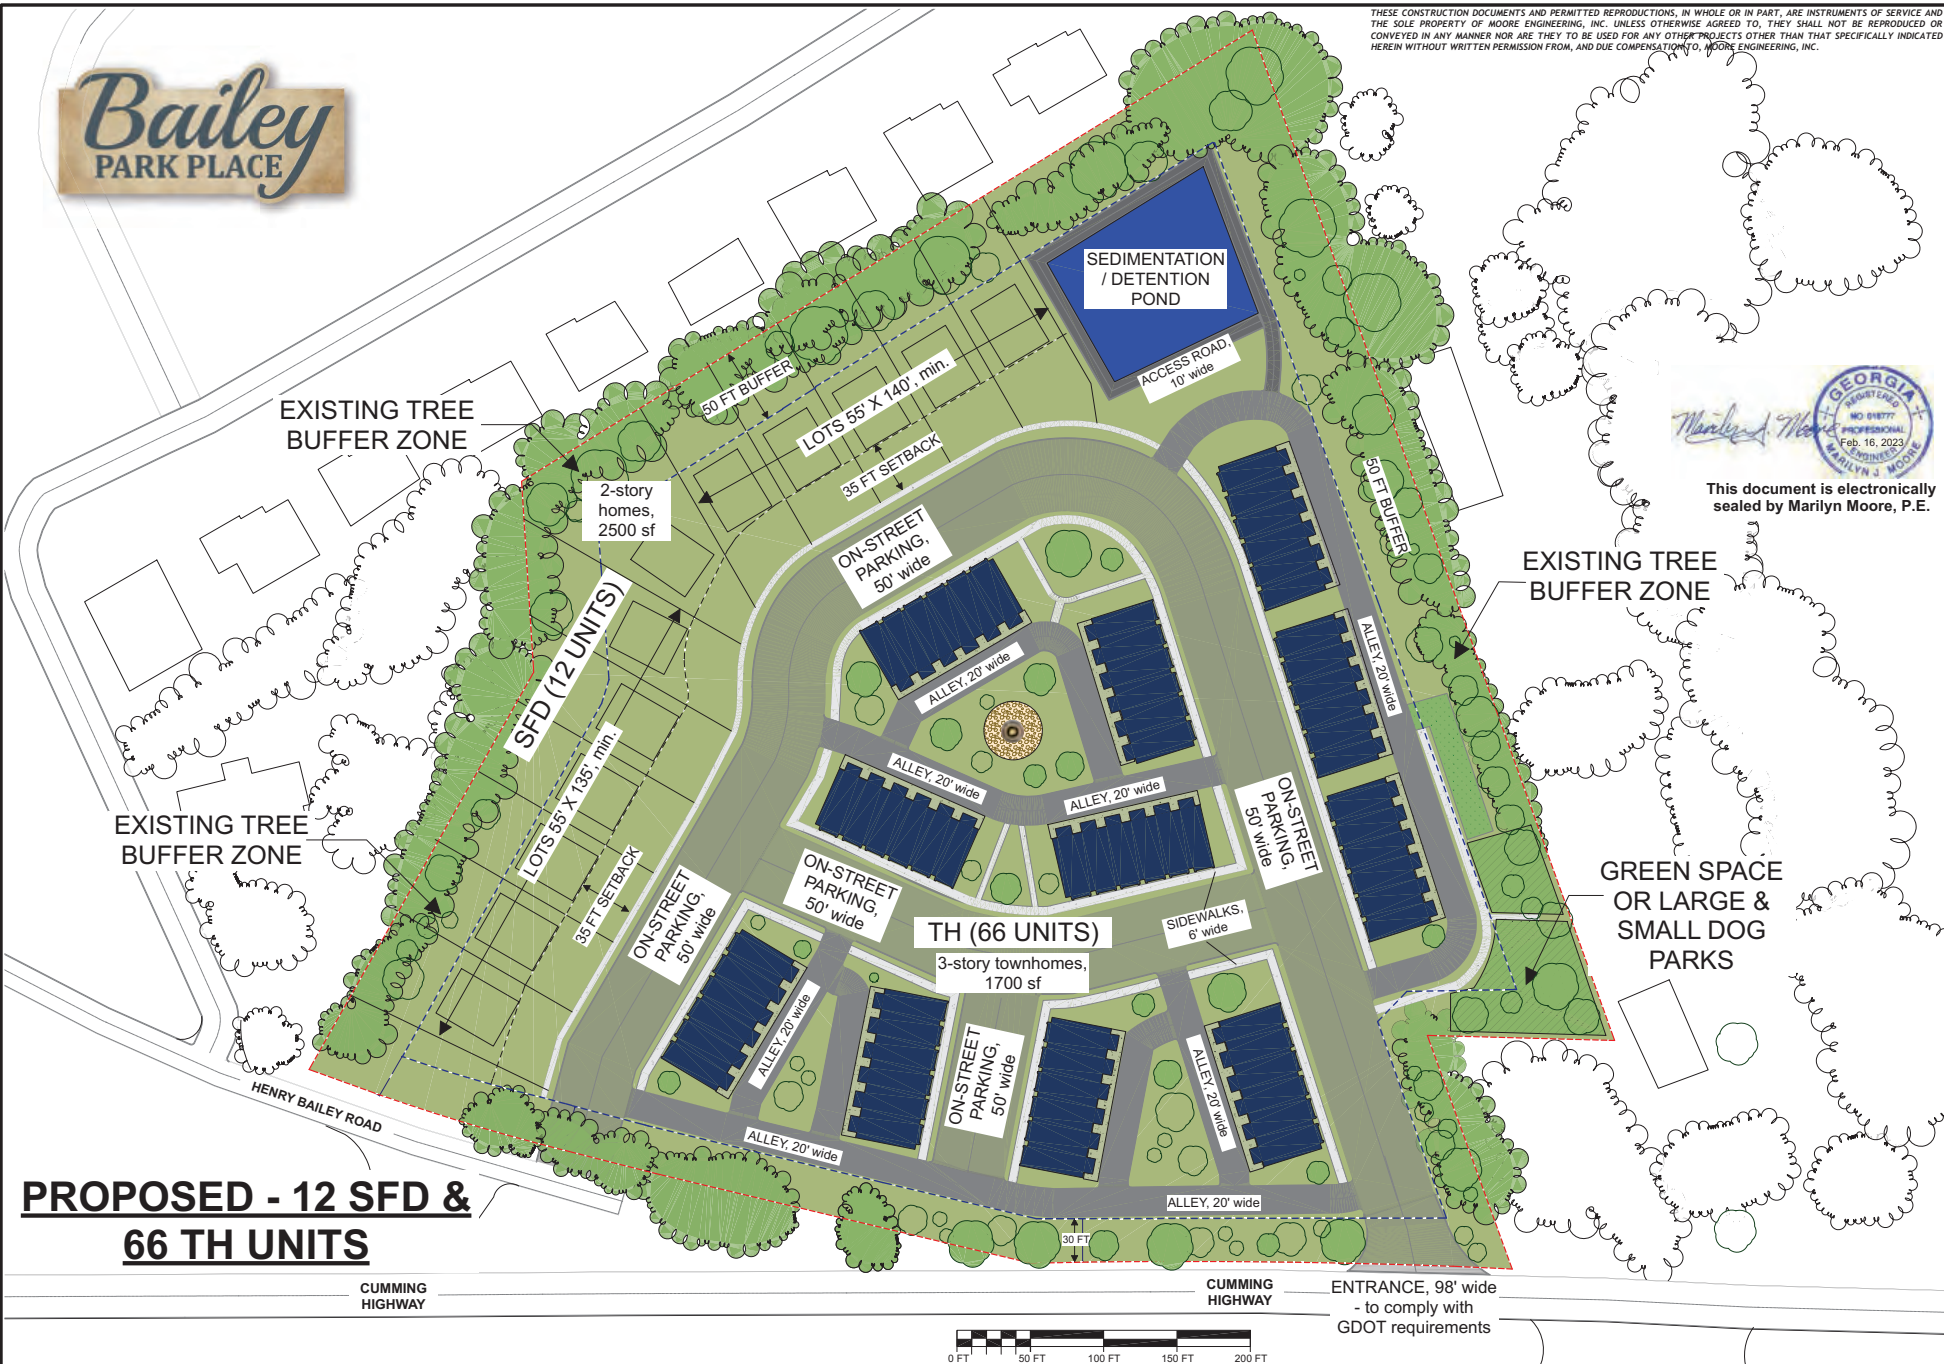 THESE CONSTRUCTION DOCUMENTS AND PERMITTED REPRODUCTIONS, IN WHOLE OR IN PART, ARE INSTRUMENTS OF SERVICE AND
THE SOLE PROPERTY OF MOORE ENGINEERING, INC. UNLESS OTHERWISE AGREED TO, THEY SHALL NOT BE REPRODUCED OR
CONVEYED IN ANY MANNER NOR ARE THEY TO BE USED FOR ANY OTHER PROJECTS OTHER THAN THAT SPECIFICALLY INDICATED
HEREIN WITHOUT WRITTEN PERMISSION FROM, AND DUE COMPENSATION TO, MOORE ENGINEERING, INC.
Bailey
PARK PLACE
SEDIMENTATION
/ DETENTION
POND
ACCESS ROAD,
10' wide
50 FT BUFFER
LOTS 55' X 140', min.
35 FT SETBACK
EXISTING TREE
BUFFER ZONE
2-story
homes,
2500 sf
GEORGIA
REGISTERED
NO 018777
PROFESSIONAL
Feb. 16, 2023
ENGINEER
MARILYN J MOORE
Marilyn J. Moore
This document is electronically
sealed by Marilyn Moore, P.E.
50 FT BUFFER
ON-STREET
PARKING,
50' wide
EXISTING TREE
BUFFER ZONE
SFD (12 UNITS)
ALLEY, 20' wide
ALLEY, 20' wide
LOTS 55' X 135', min.
ALLEY, 20' wide
ALLEY, 20' wide
ON-STREET
PARKING,
50' wide
EXISTING TREE
BUFFER ZONE
35 FT SETBACK
ON-STREET
PARKING,
50' wide
ON-STREET
PARKING,
50' wide
GREEN SPACE
OR LARGE &
SMALL DOG
PARKS
TH (66 UNITS)
3-story townhomes,
1700 sf
SIDEWALKS,
6' wide
ALLEY, 20' wide
ON-STREET
PARKING,
50' wide
ALLEY, 20' wide
HENRY BAILEY ROAD
ALLEY, 20' wide
ALLEY, 20' wide
30 FT
PROPOSED - 12 SFD &
66 TH UNITS
CUMMING
HIGHWAY
CUMMING
HIGHWAY
ENTRANCE, 98' wide
- to comply with
GDOT requirements
0 FT 50 FT 100 FT 150 FT 200 FT